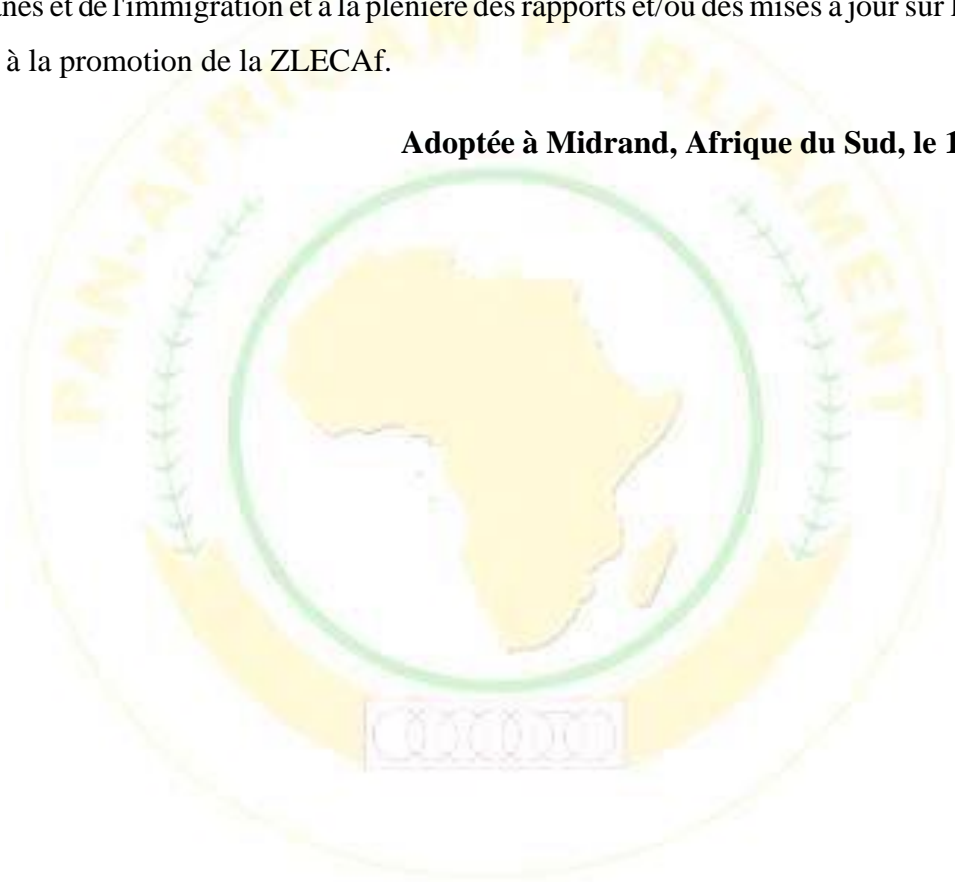 et de l'immigration et à la plénière des rapports et/ou des mises à jour sur
à la promotion de la ZLECAf.
Adoptée à Midrand, Afrique du Sud, le 1
PAN-AFRICAN PARLIAMENT